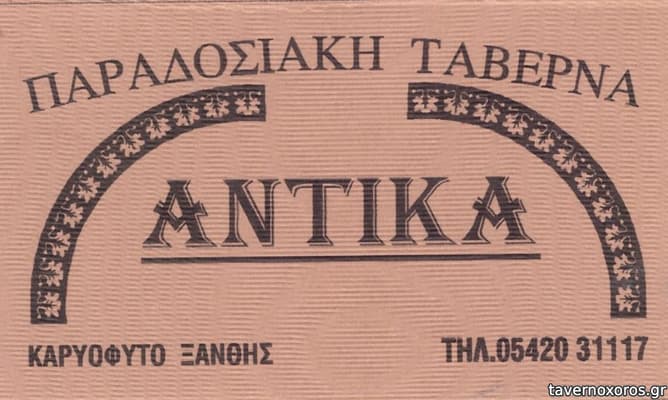 ΠΑΡΑΔΟΣΙΑΚΗ ΤΑΒΕΡΝΑ
ΑΝΤΙΚΑ
ΚΑΡΥΟΦΥΤΟ ΞΑΝΘΗΣ
ΤΗΛ.05420 31117
tavernoxoros.gr